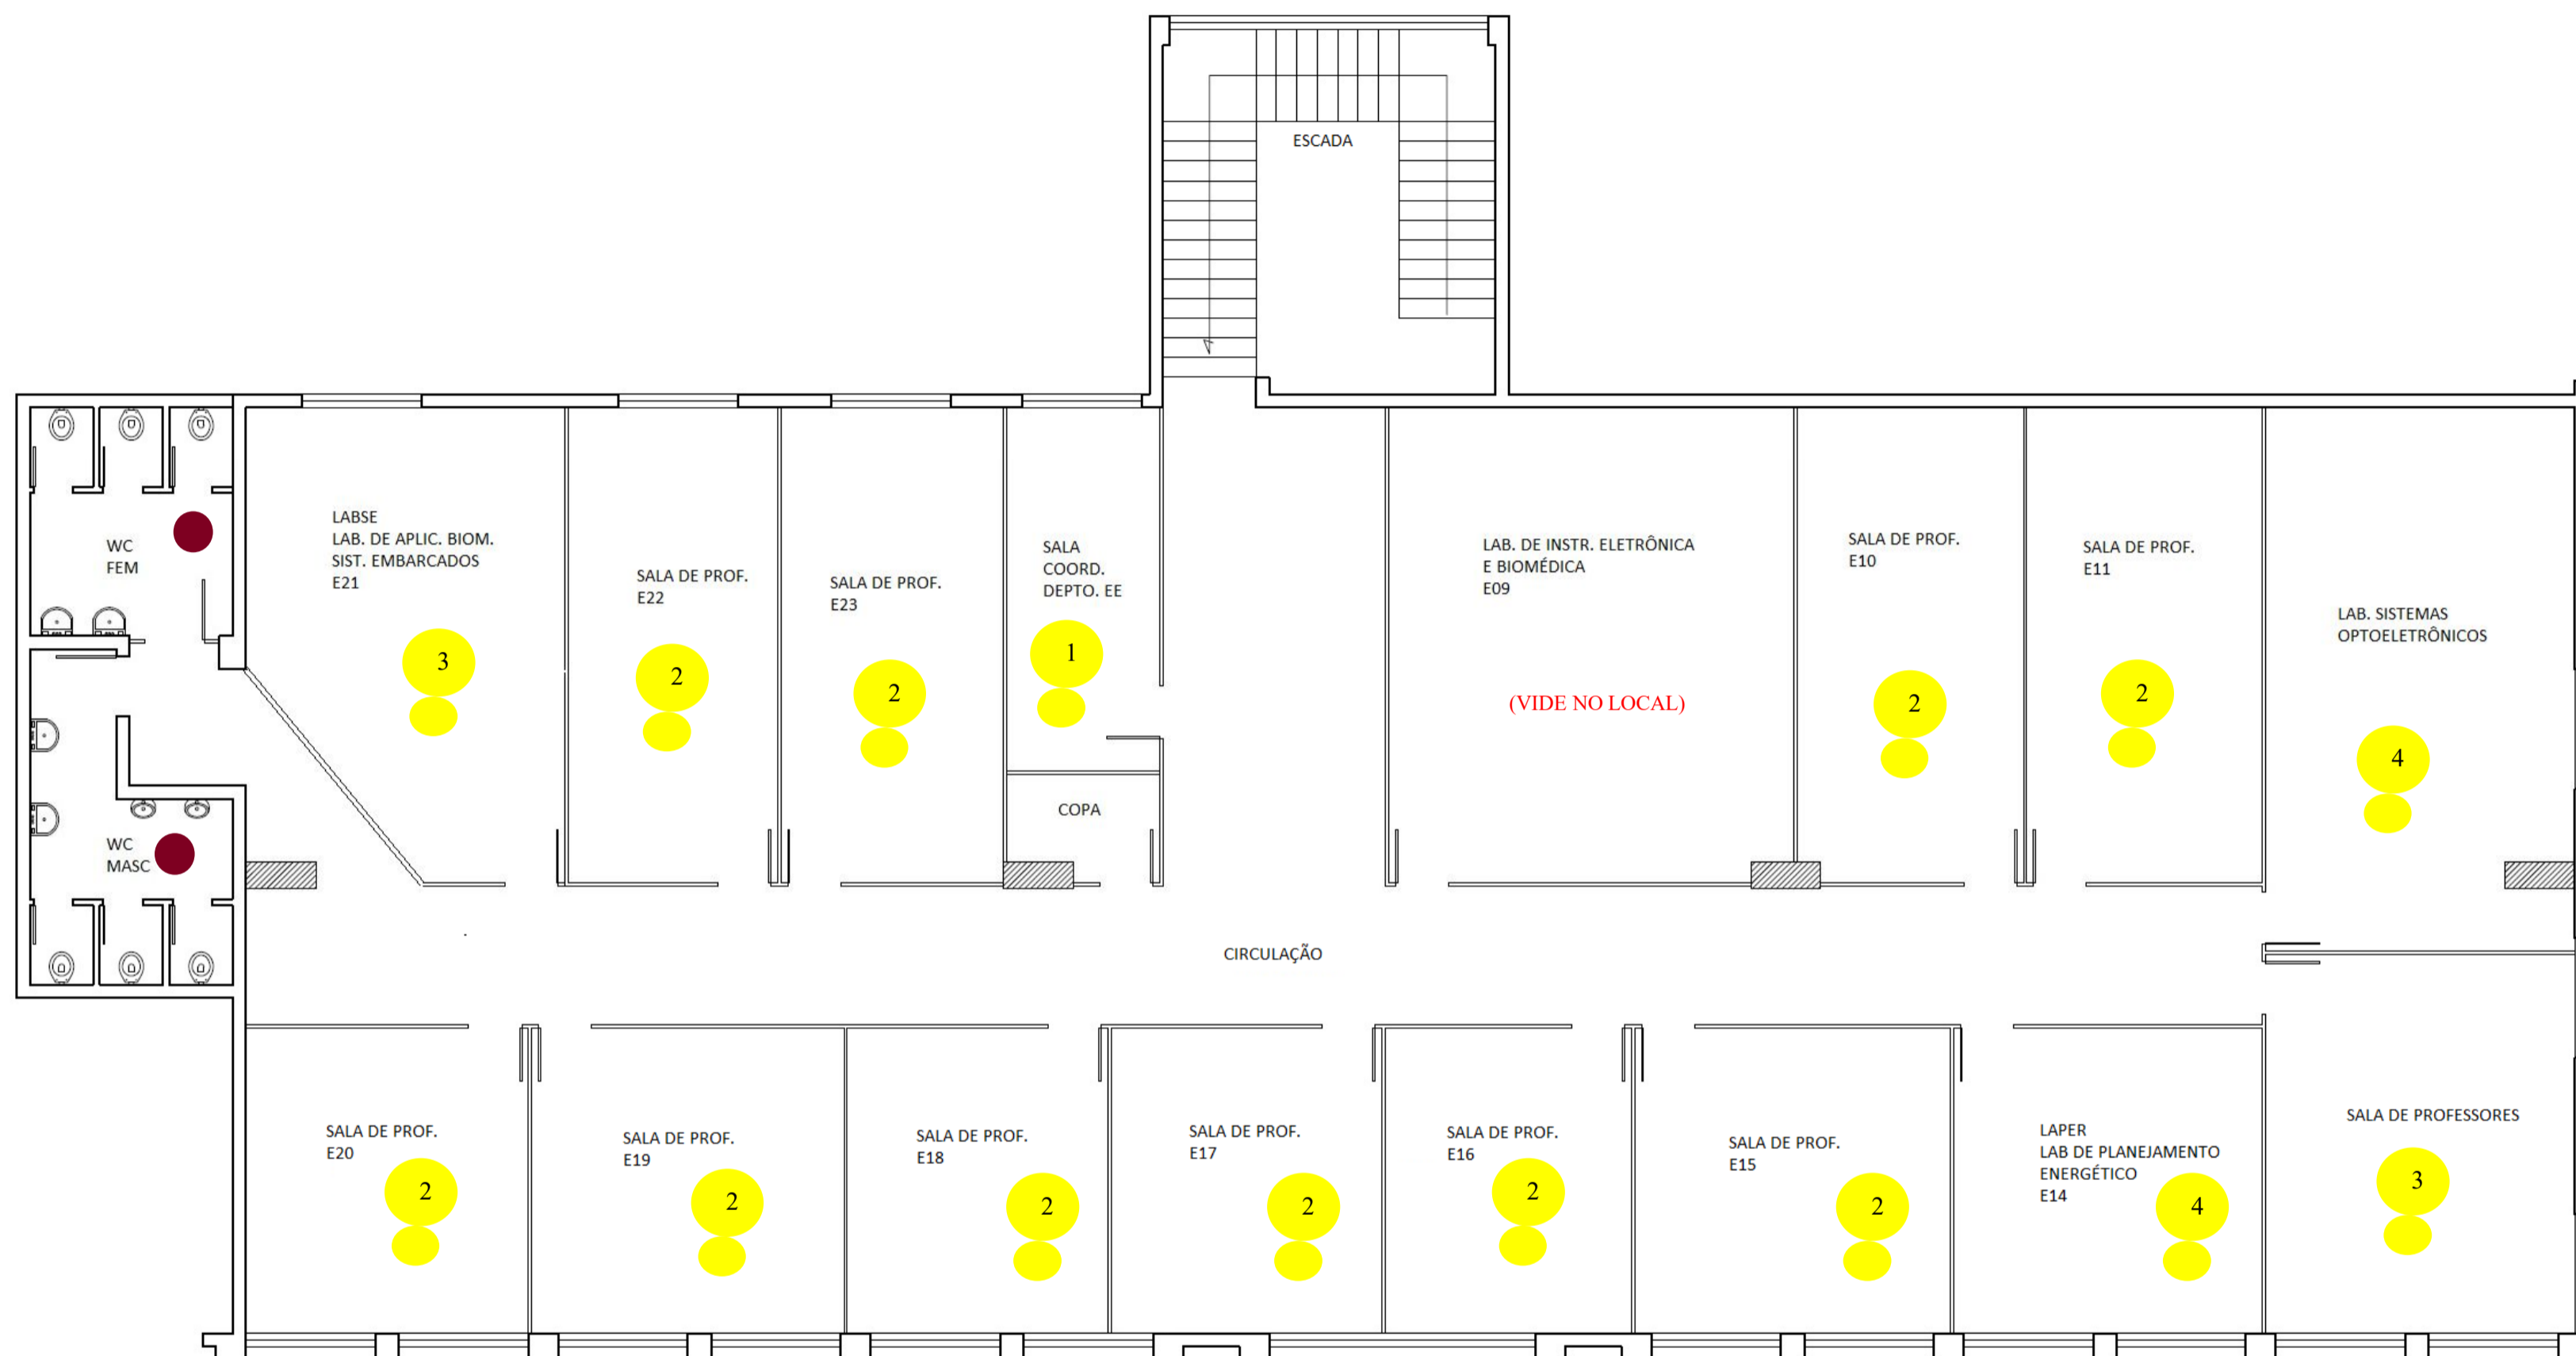 ESCADA
WC
FEM
LABSE
LAB. DE APLIC. BIOM.
SIST. EMBARCADOS
E21
3
SALA DE PROF.
E22
2
SALA DE PROF.
E23
2
SALA
COORD.
DEPTO. EE
1
COPA
LAB. DE INSTR. ELETRÔNICA
E BIOMÉDICA
E09
(VIDE NO LOCAL)
SALA DE PROF.
E10
2
SALA DE PROF.
E11
2
LAB. SISTEMAS
OPTOELETRÔNICOS
4
WC
MASC
CIRCULAÇÃO
SALA DE PROF.
E20
2
SALA DE PROF.
E19
2
SALA DE PROF.
E18
2
SALA DE PROF.
E17
2
SALA DE PROF.
E16
2
SALA DE PROF.
E15
2
LAPER
LAB DE PLANEJAMENTO
ENERGÉTICO
E14
4
SALA DE PROFESSORES
3